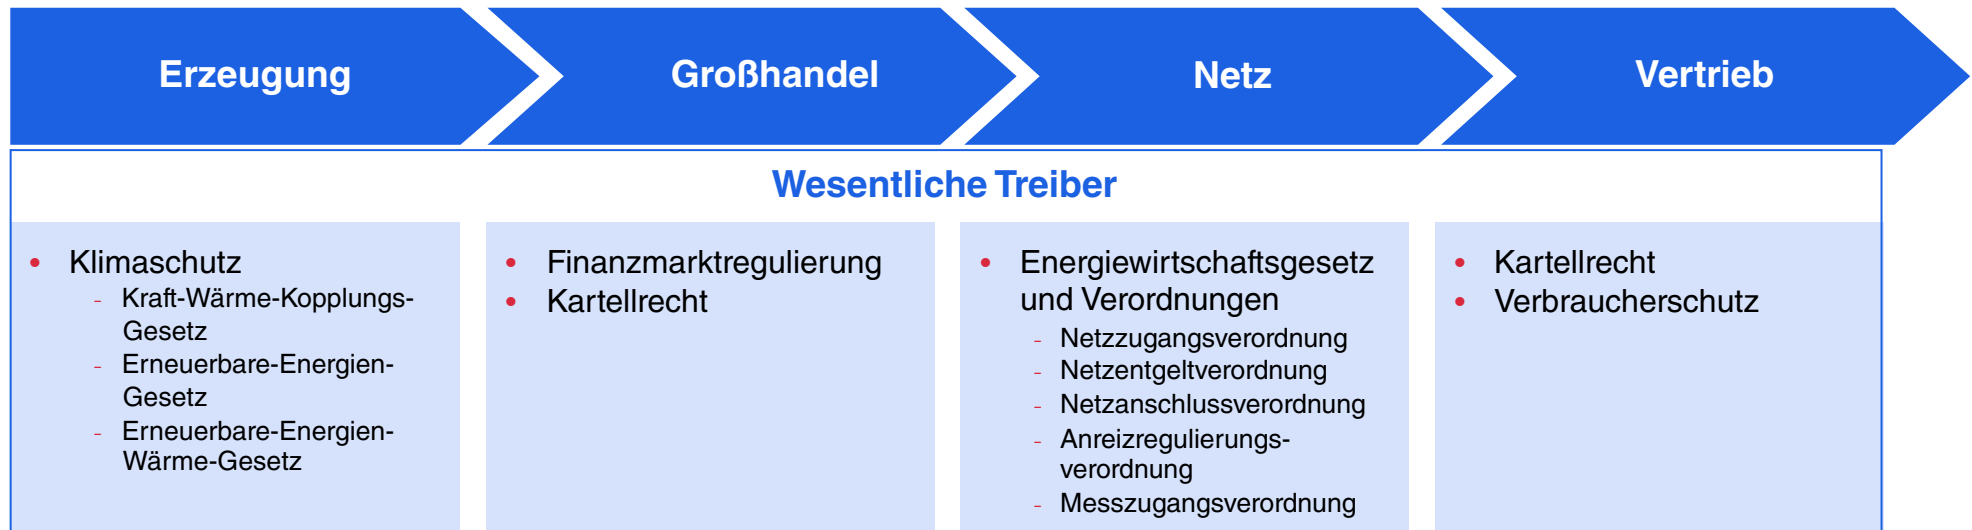 Erzeugung
Großhandel
Netz
Vertrieb
Wesentliche Treiber
• Klimaschutz
- Kraft-Wärme-Kopplungs-
Gesetz
- Erneuerbare-Energien-
Gesetz
- Erneuerbare-Energien-
Wärme-Gesetz
• Finanzmarktregulierung
• Kartellrecht
• Energiewirtschaftsgesetz
und Verordnungen
- Netzzugangsverordnung
- Netzentgeltverordnung
- Netzanschlussverordnung
- Anreizregulierungs-
verordnung
- Messzugangsverordnung
• Kartellrecht
• Verbraucherschutz